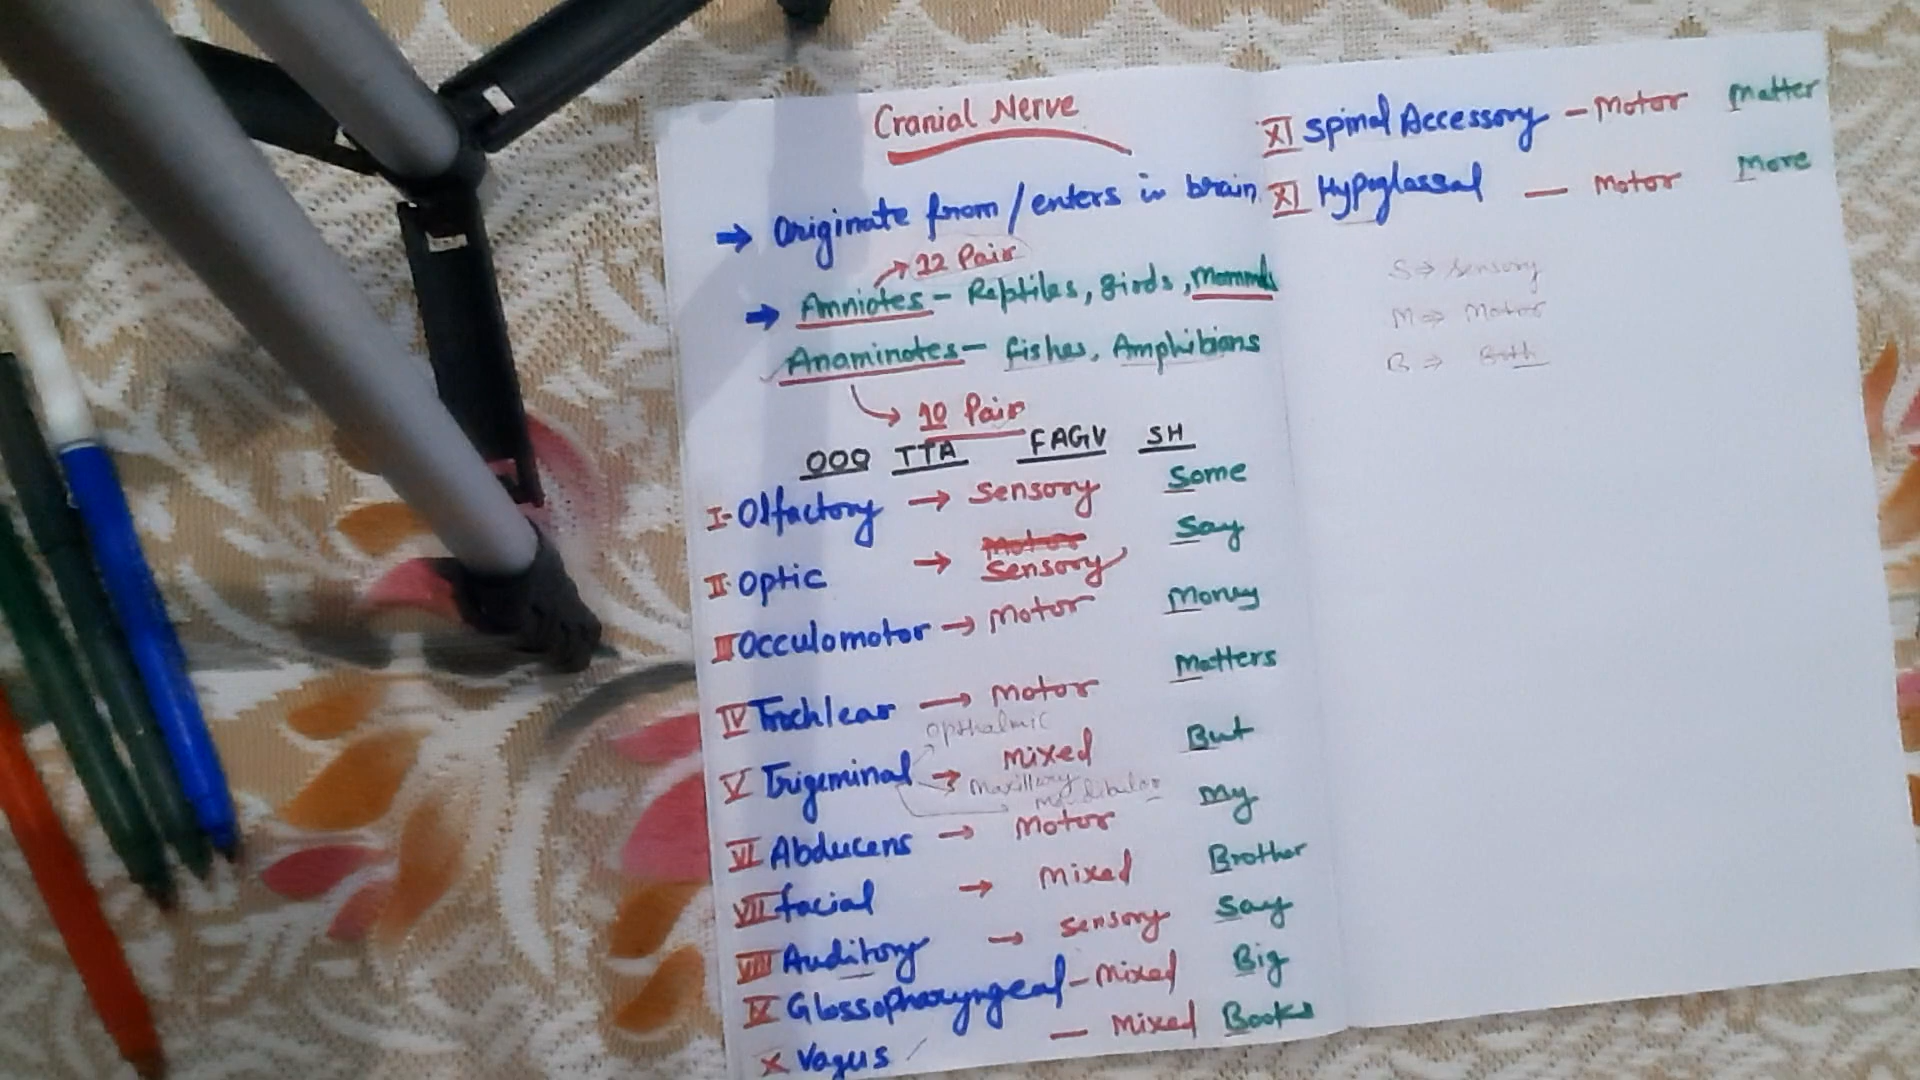 Cranial Nerve
→ Originate from/enters in brain
→ 12 Pair
→ Amniotes - Reptiles, Birds, Mammals
Anaminotes - fishes, Amphibians
→ 10 Pair
OOO TTA FAGV SH
I- Olfactory → Sensory Some
II- Optic → Motor Sensory Say
III Occulomotor → Motor Money
IV Trochlear → Motor Matters
Opthalmic
V Trigeminal → Mixed But
Maxillary
Mandibular
VI Abducens → Motor My
VII facial → Mixed Brother
VIII Auditory → Sensory Say
IX Glossopharyngeal - Mixed Big
X Vagus — Mixed Books
XI Spinal Accessory - Motor Matter
XI Hypoglassal — Motor More
S ⇒ Sensory
M ⇒ Motor
B ⇒ Both